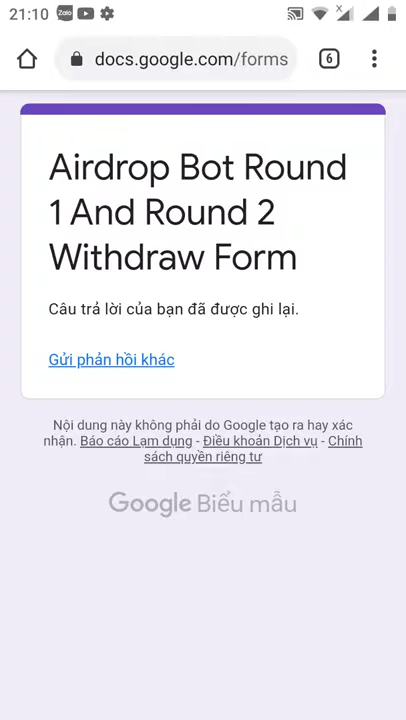 21:10 Zalo
docs.google.com/forms 6
Airdrop Bot Round
1 And Round 2
Withdraw Form
Câu trả lời của bạn đã được ghi lại.
Gửi phản hồi khác
Nội dung này không phải do Google tạo ra hay xác
nhận. Báo cáo Lạm dụng - Điều khoản Dịch vụ - Chính
sách quyền riêng tư
Google Biểu mẫu